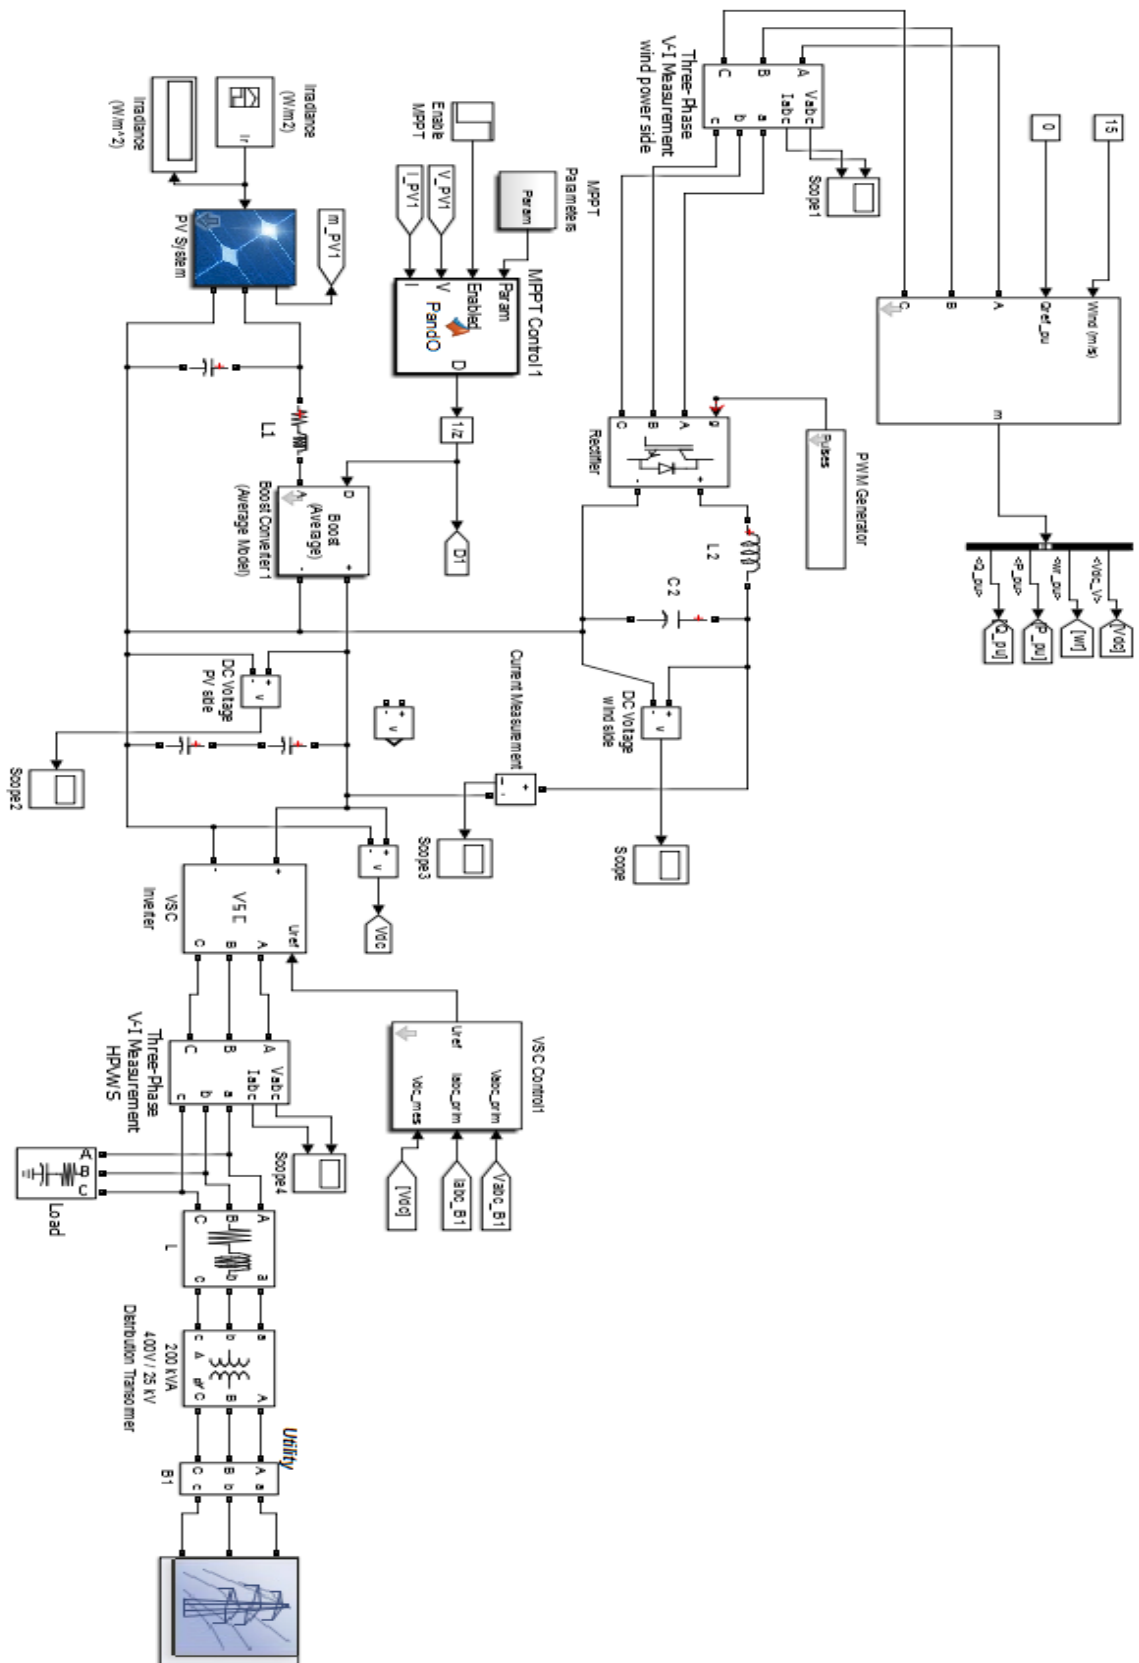 15
0
Wind (m/s)
Qref_pu
A
B
C
m
<Vdc_V>
<wr_pu>
<P_pu>
<Q_pu>
[Vdc]
[wr]
[P_pu]
[Q_pu]
Three-Phase
V-I Measurement
wind power side
Vabc
Iabc
A
B
C
a
b
c
Scope1
PWM Generator
Pulses
g
A
B
C
+
-
Rectifier
L2
C2
+
-
v
DC Voltage
wind side
Scope
Current Measurement
+
-
Scope3
MPPT
Parameters
Param
Enable
MPPT
V_PV1
I_PV1
MPPT Control1
Param
Enabled
V
I
PandO
D
1/z
D1
Irradiance
(W/m2)
Ir
Irradiance
(W/m^2)
m_PV1
PV System
L1
D
A
Boost
(Average)
+
-
Boost Converter1
(Average Model)
+
-
v
DC Voltage
PV side
Scope2
+
-
v
+
-
v
Vdc
Uref
+
-
VSC
A
B
C
VSC
Inverter
VSC Control1
Uref
Vabc_prim
Iabc_prim
Vdc_mes
Vabc_B1
Iabc_B1
[Vdc]
Vabc
Iabc
A
B
C
a
b
c
Three-Phase
V-I Measurement
HPWS
Scope4
A
B
C
Load
A
B
C
a
b
c
L
a
b
c
A
B
C
Δ
200 kVA
400V / 25 kV
Distribution Transormer
Utility
A
B
C
a
b
c
B1